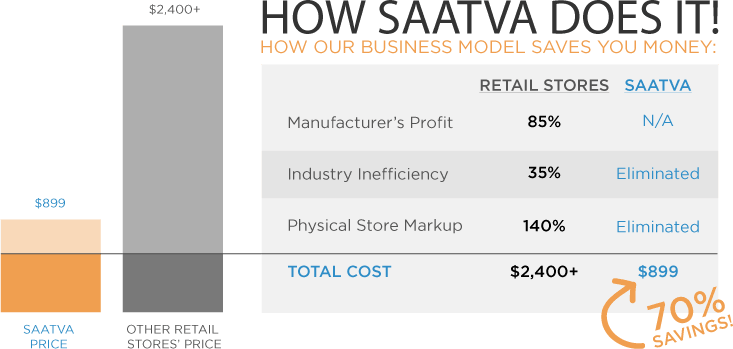 $2,400+
$899
SAATVA
PRICE
OTHER RETAIL
STORES' PRICE
HOW SAATVA DOES IT!
HOW OUR BUSINESS MODEL SAVES YOU MONEY:
RETAIL STORES SAATVA
Manufacturer's Profit 85% N/A
Industry Inefficiency 35% Eliminated
Physical Store Markup 140% Eliminated
TOTAL COST $2,400+ $899
70%
SAVINGS!